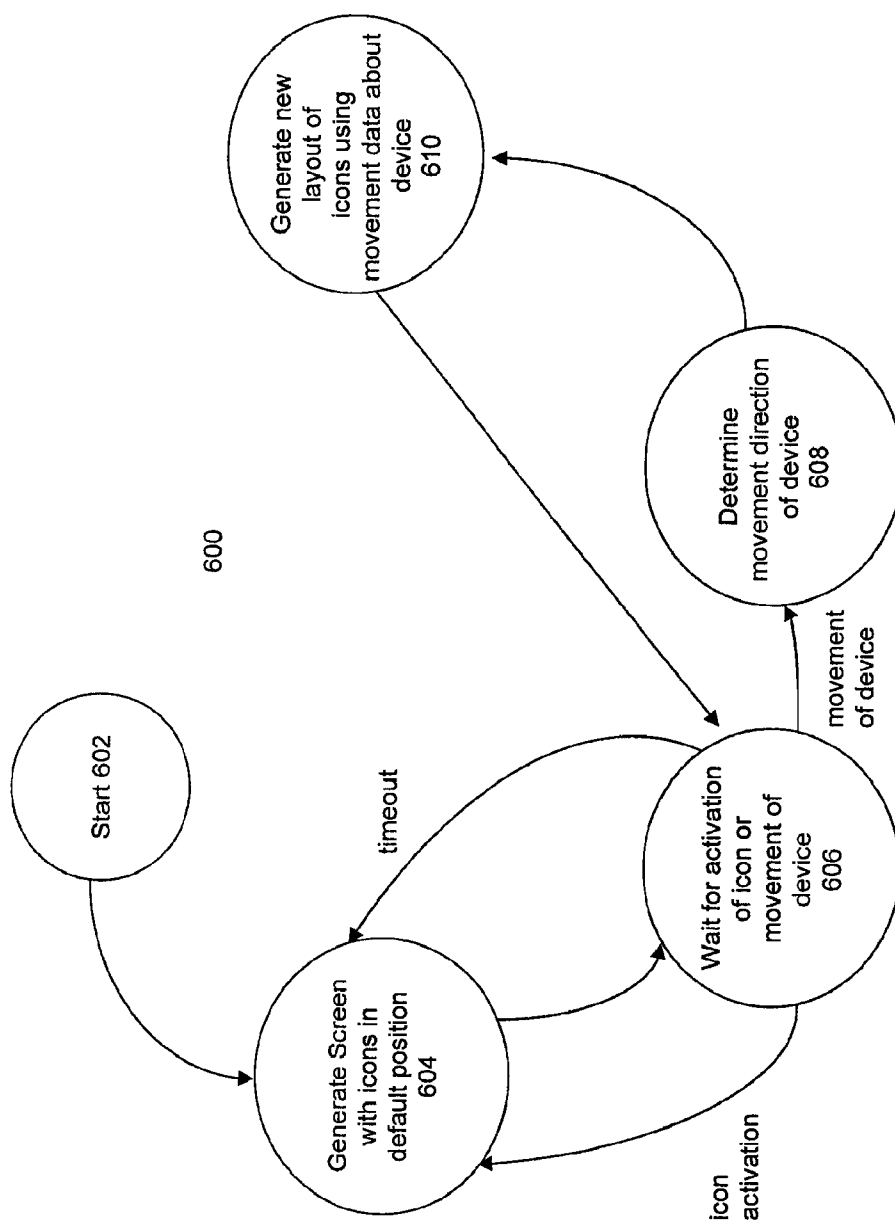 600
Start 602
Generate Screen
with icons in
default position
604
timeout
Wait for activation
of icon or
movement of
device
606
icon
activation
movement
of device
Determine
movement direction
of device
608
Generate new
layout of
icons using
movement data about
device
610